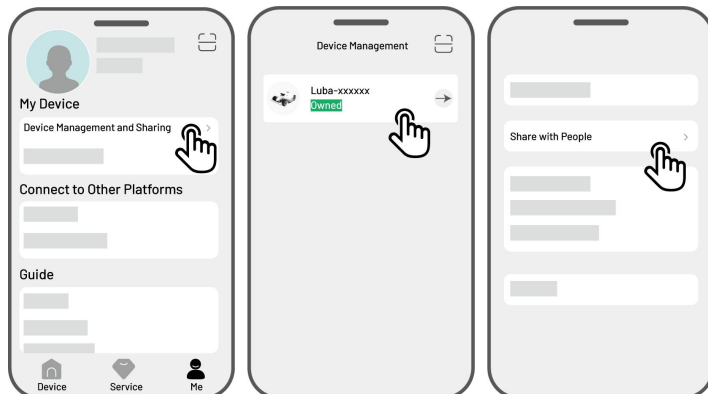 My Device
Device Management and Sharing
Connect to Other Platforms
Guide
Device
Service
Me
Device Management
Luba-xxxxxx
Owned
Share with People